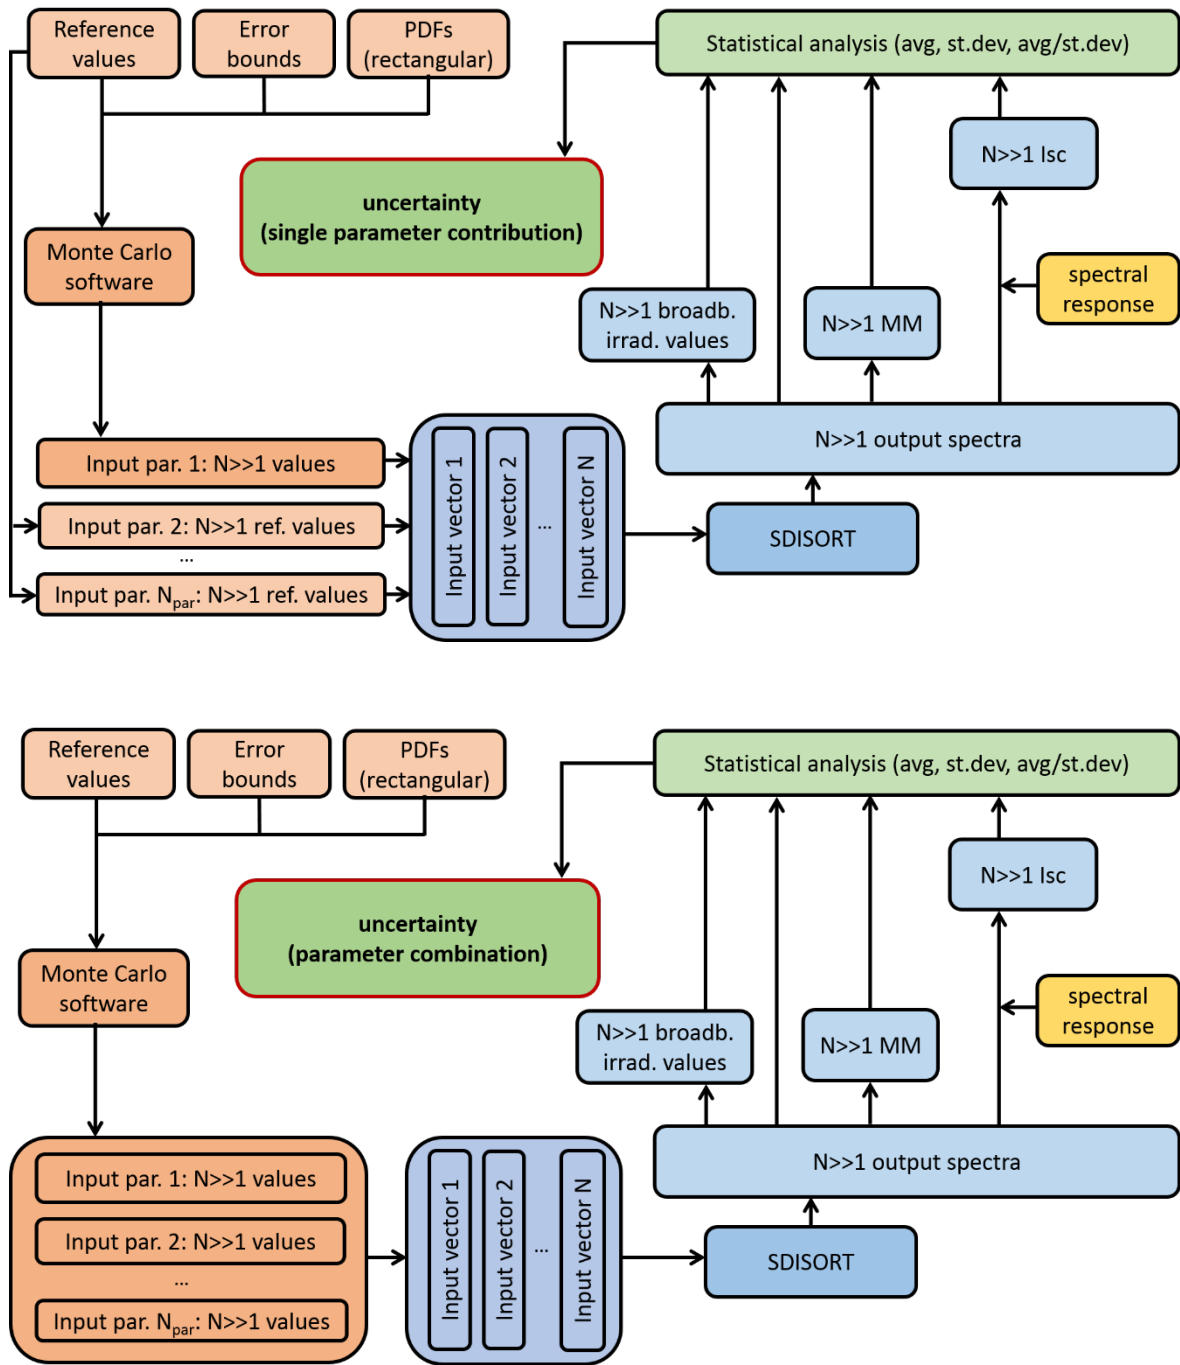 Reference
values
Error
bounds
PDFs
(rectangular)
Statistical analysis (avg, st.dev, avg/st.dev)
N>>1 Isc
uncertainty
(single parameter contribution)
Monte Carlo
software
spectral
response
N>>1 broadb.
irrad. values
N>>1 MM
N>>1 output spectra
Input par. 1: N>>1 values
Input par. 2: N>>1 ref. values
...
Input par. Npar: N>>1 ref. values
Input vector 1
Input vector 2
...
Input vector N
SDISORT
Reference
values
Error
bounds
PDFs
(rectangular)
Statistical analysis (avg, st.dev, avg/st.dev)
N>>1 Isc
uncertainty
(parameter combination)
Monte Carlo
software
spectral
response
N>>1 broadb.
irrad. values
N>>1 MM
N>>1 output spectra
Input par. 1: N>>1 values
Input par. 2: N>>1 values
...
Input par. Npar: N>>1 values
Input vector 1
Input vector 2
...
Input vector N
SDISORT